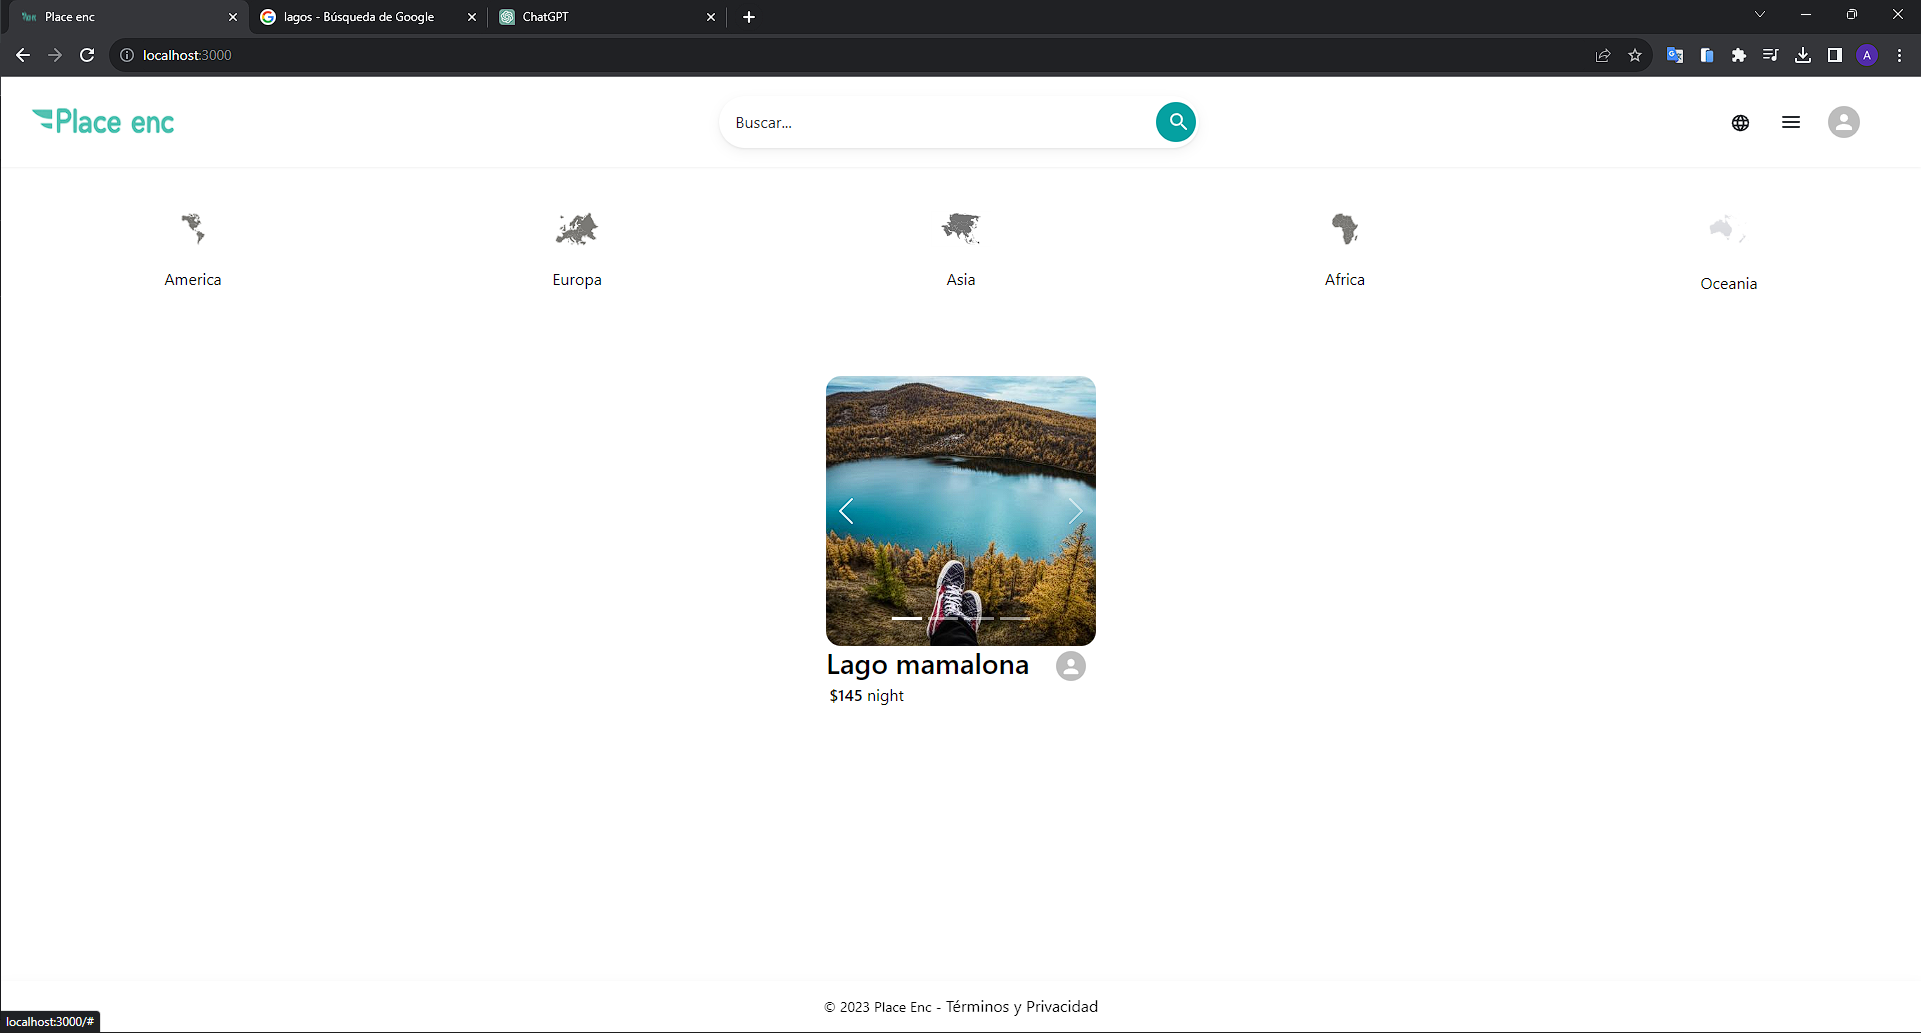 Place enc
lagos - Búsqueda de Google
ChatGPT
localhost:3000
A
Place enc
Buscar...
America
Europa
Asia
Africa
Oceania
Lago mamalona
$145 night
© 2023 Place Enc - Términos y Privacidad
localhost:3000/#